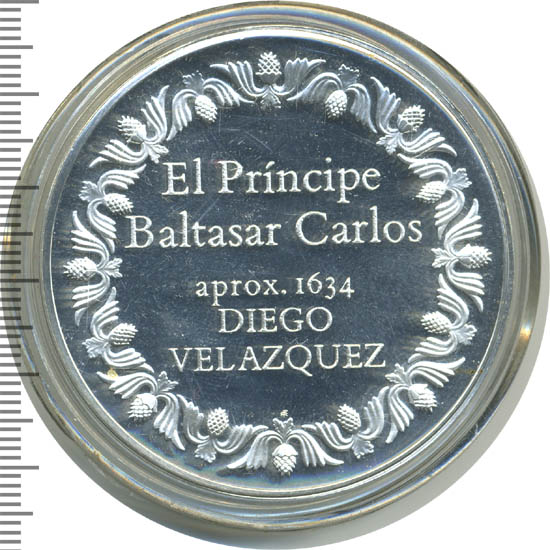 El Príncipe
Baltasar Carlos
aprox. 1634
DIEGO
VELAZQUEZ